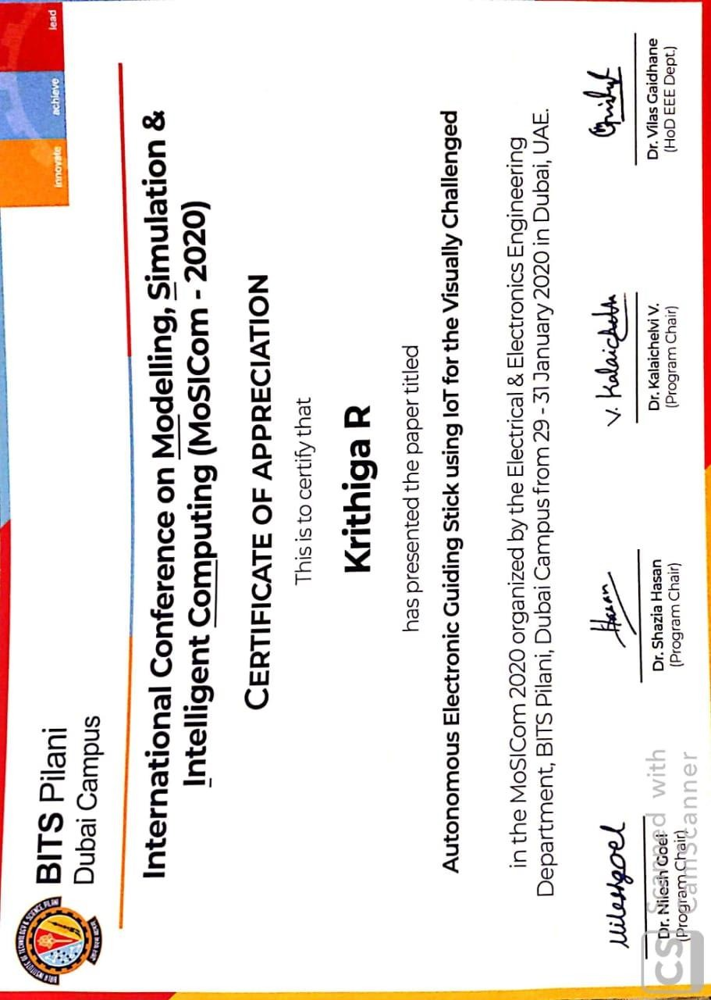 BITS Pilani
Dubai Campus
innovate achieve lead
International Conference on Modelling, Simulation &
Intelligent Computing (MoSICom - 2020)
CERTIFICATE OF APPRECIATION
This is to certify that
Krithiga R
has presented the paper titled
Autonomous Electronic Guiding Stick using IoT for the Visually Challenged
in the MoSICom 2020 organized by the Electrical & Electronics Engineering
Department, BITS Pilani, Dubai Campus from 29 - 31 January 2020 in Dubai, UAE.
Nileshgoel
Hasan
V. Kalaichelvi
Dr. Nilesh Goel
(Program Chair)
Dr. Shazia Hasan
(Program Chair)
Dr. Kalaichelvi V.
(Program Chair)
Dr. Vilas Gaidhane
(HoD EEE Dept.)
CS Scanned with
CamScanner